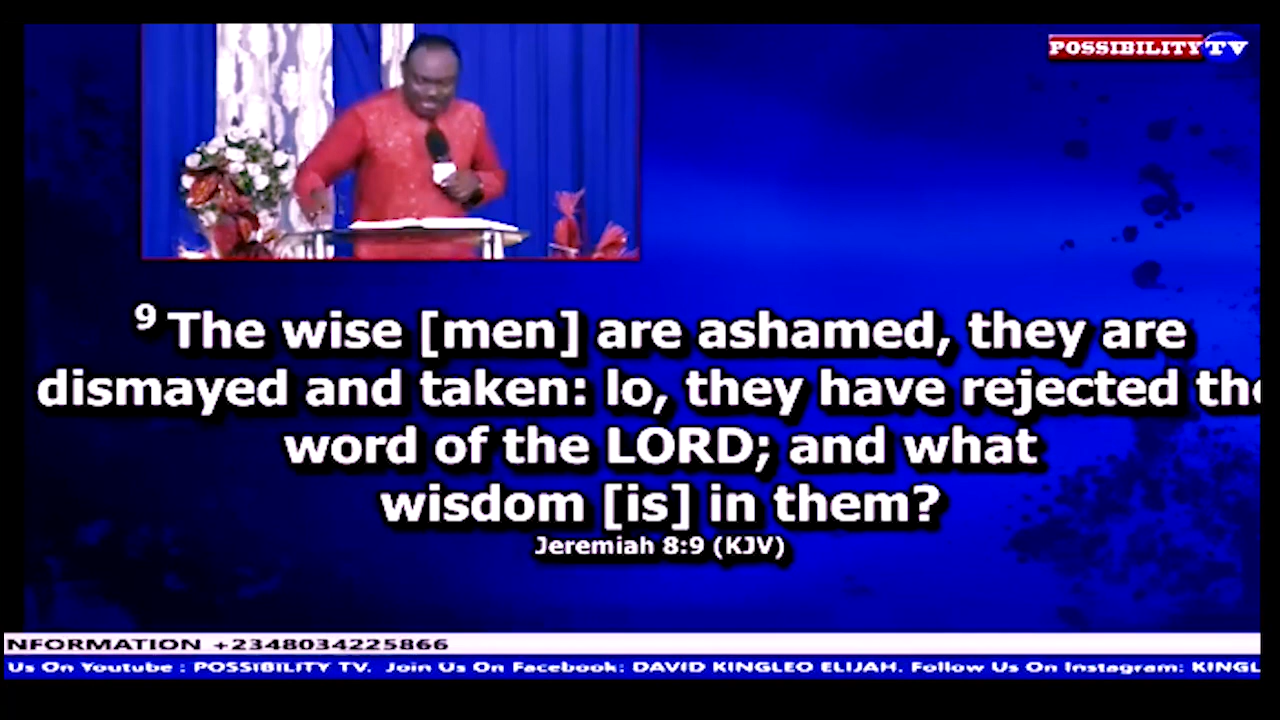 POSSIBILITY TV
9 The wise [men] are ashamed, they are
dismayed and taken: lo, they have rejected
word of the LORD; and what
wisdom [is] in them?
Jeremiah 8:9 (KJV)
NFORMATION +2348034225866
Us On Youtube : POSSIBILITY TV. Join Us On Facebook: DAVID KINGLEO ELIJAH. Follow Us On Instagram: KINGL